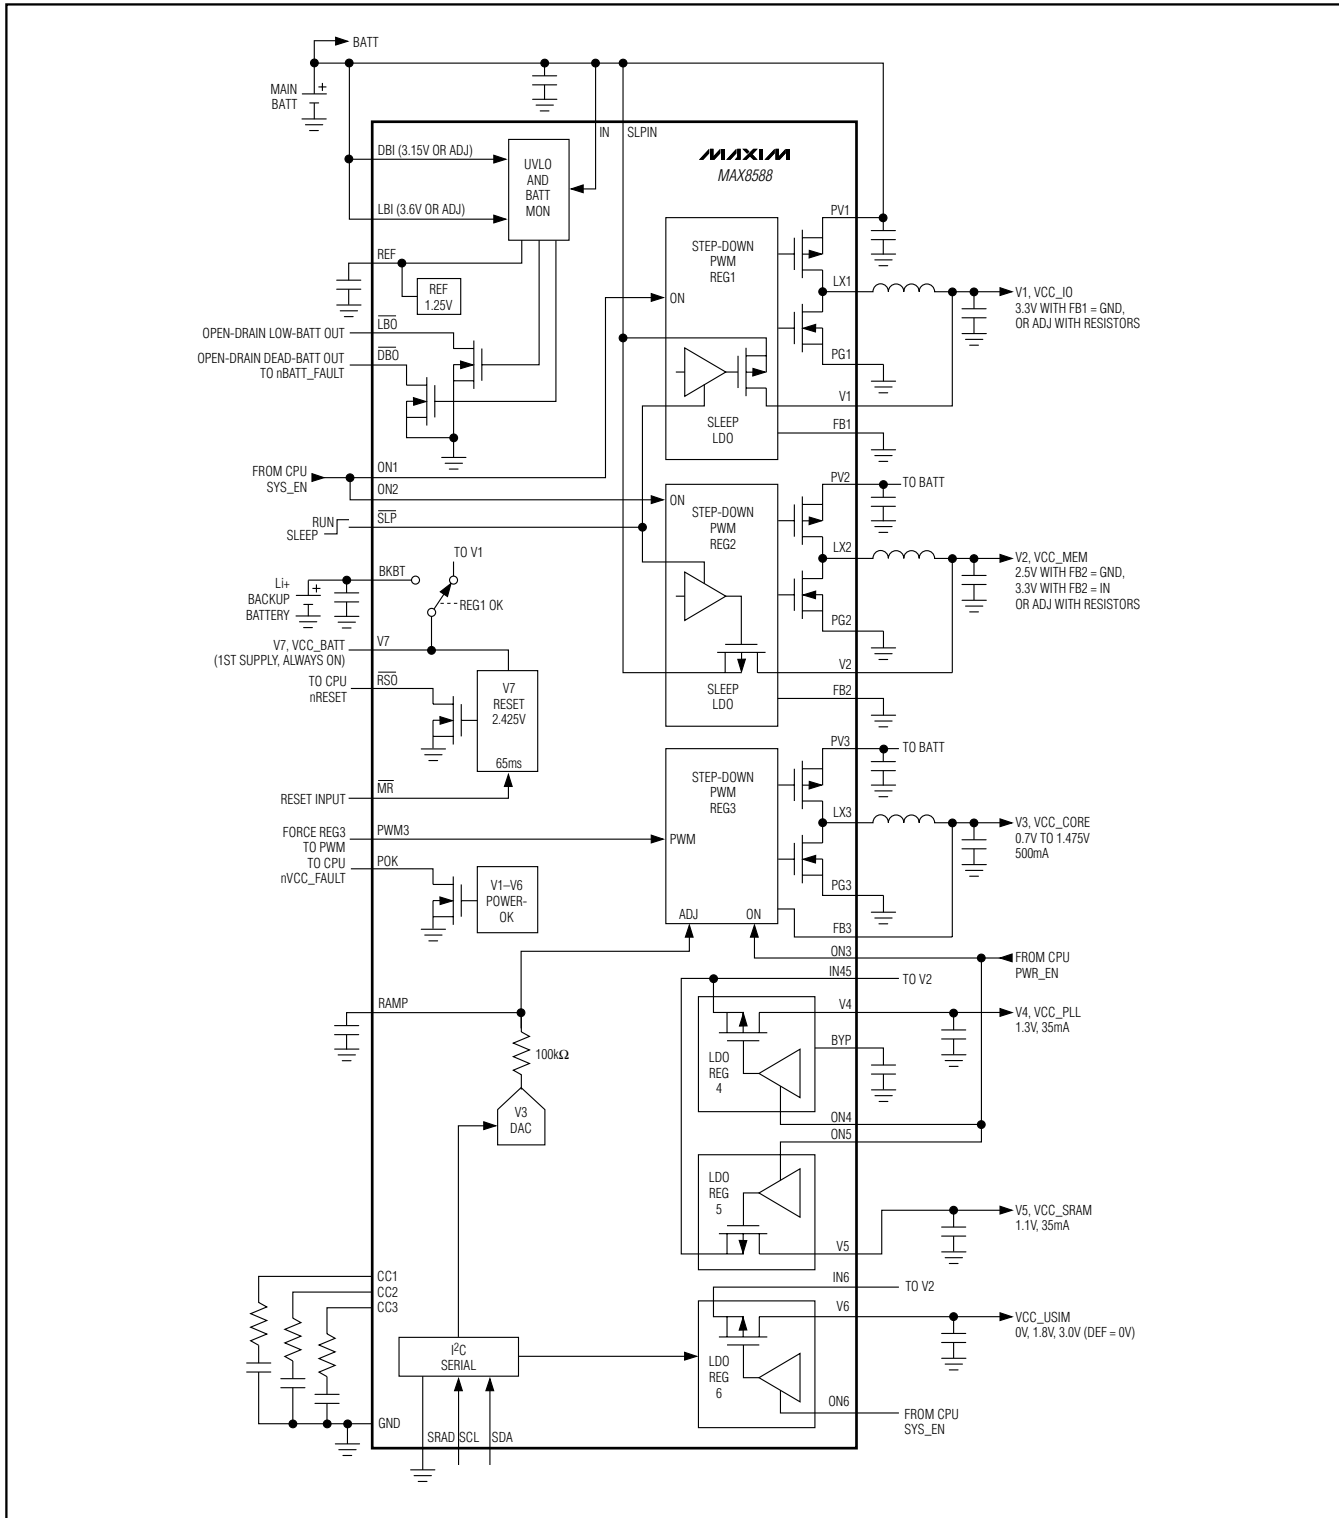 BATT
MAIN
BATT
IN
SLPIN
DBI (3.15V OR ADJ)
UVLO
AND
BATT
MON
LBI (3.6V OR ADJ)
MAXIM
MAX8588
PV1
STEP-DOWN
PWM
REG1
ON
LX1
V1, VCC_IO
3.3V WITH FB1 = GND,
OR ADJ WITH RESISTORS
PG1
V1
SLEEP
LDO
FB1
REF
REF
1.25V
LBO
OPEN-DRAIN LOW-BATT OUT
DBO
OPEN-DRAIN DEAD-BATT OUT
TO nBATT_FAULT
FROM CPU
SYS_EN
ON1
ON2
RUN
SLEEP
SLP
PV2
TO BATT
ON
STEP-DOWN
PWM
REG2
LX2
V2, VCC_MEM
2.5V WITH FB2 = GND,
3.3V WITH FB2 = IN
OR ADJ WITH RESISTORS
PG2
V2
SLEEP
LDO
FB2
TO V1
BKBT
Li+
BACKUP
BATTERY
REG1 OK
V7, VCC_BATT
(1ST SUPPLY, ALWAYS ON)
V7
TO CPU
nRESET
RSO
V7
RESET
2.425V
65ms
RESET INPUT
MR
PV3
TO BATT
STEP-DOWN
PWM
REG3
LX3
V3, VCC_CORE
0.7V TO 1.475V
500mA
PWM
PG3
ADJ
ON
FB3
FORCE REG3
TO PWM
PWM3
TO CPU
nVCC_FAULT
POK
V1–V6
POWER-
OK
ON3
FROM CPU
PWR_EN
IN45
TO V2
RAMP
100kΩ
V3
DAC
V4
V4, VCC_PLL
1.3V, 35mA
BYP
LDO
REG
4
ON4
ON5
LDO
REG
5
V5, VCC_SRAM
1.1V, 35mA
V5
IN6
TO V2
V6
VCC_USIM
0V, 1.8V, 3.0V (DEF = 0V)
LDO
REG
6
ON6
FROM CPU
SYS_EN
CC1
CC2
CC3
I²C
SERIAL
GND
SRAD
SCL
SDA